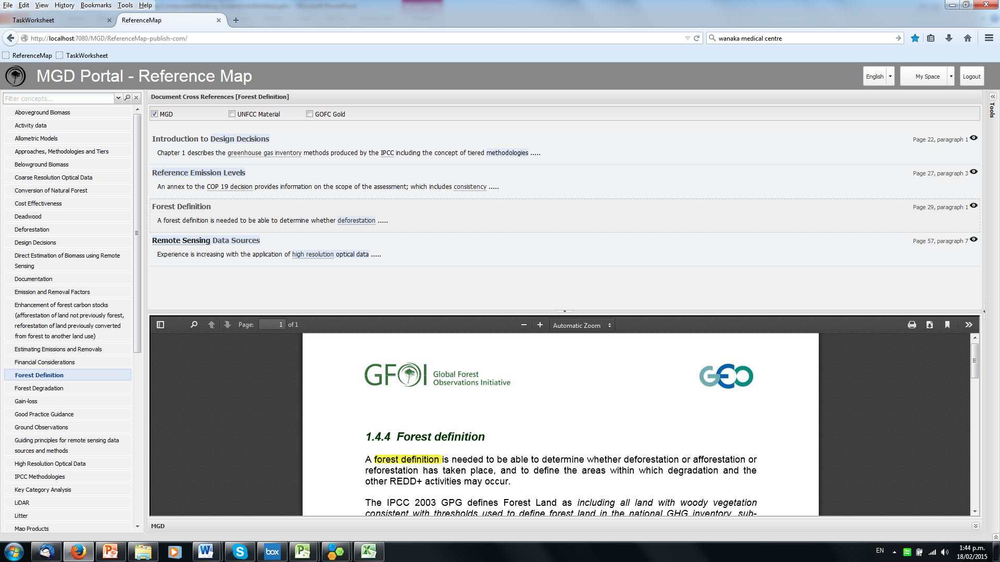 File Edit View History Bookmarks Tools Help
TaskWorksheet
ReferenceMap
http://localhost:7080/MGD/ReferenceMap-publish-com/
wanaka medical centre
ReferenceMap TaskWorksheet
MGD Portal - Reference Map
English
My Space
Logout
Filter concepts...
Aboveground Biomass
Activity data
Allometric Models
Approaches, Methodologies and Tiers
Belowground Biomass
Coarse Resolution Optical Data
Conversion of Natural Forest
Cost Effectiveness
Deadwood
Deforestation
Design Decisions
Direct Estimation of Biomass using Remote
Sensing
Documentation
Emission and Removal Factors
Enhancement of forest carbon stocks
(afforestation of land not previously forest,
reforestation of land previously converted
from forest to another land use)
Estimating Emissions and Removals
Financial Considerations
Forest Definition
Forest Degradation
Gain-loss
Good Practice Guidance
Ground Observations
Guiding principles for remote sensing data
sources and methods
High Resolution Optical Data
IPCC Methodologies
Key Category Analysis
LiDAR
Litter
Map Products
Document Cross References [Forest Definition]
MGD UNFCC Material GOFC Gold
Introduction to Design Decisions
Page 22, paragraph 1
Chapter 1 describes the greenhouse gas inventory methods produced by the IPCC including the concept of tiered methodologies .....
Reference Emission Levels
Page 27, paragraph 3
An annex to the COP 19 decision provides information on the scope of the assessment; which includes consistency .....
Forest Definition
Page 29, paragraph 1
A forest definition is needed to be able to determine whether deforestation .....
Remote Sensing Data Sources
Page 57, paragraph 7
Experience is increasing with the application of high resolution optical data .....
Tools
Page: 1 of 1
Automatic Zoom
GFOI Global Forest
Observations Initiative
GEO
1.4.4 Forest definition
A forest definition is needed to be able to determine whether deforestation or afforestation or
reforestation has taken place, and to define the areas within which degradation and the
other REDD+ activities may occur.
The IPCC 2003 GPG defines Forest Land as including all land with woody vegetation
consistent with thresholds used to define forest land in the national GHG inventory, sub-
MGD
box
EN
1:44 p.m.
18/02/2015